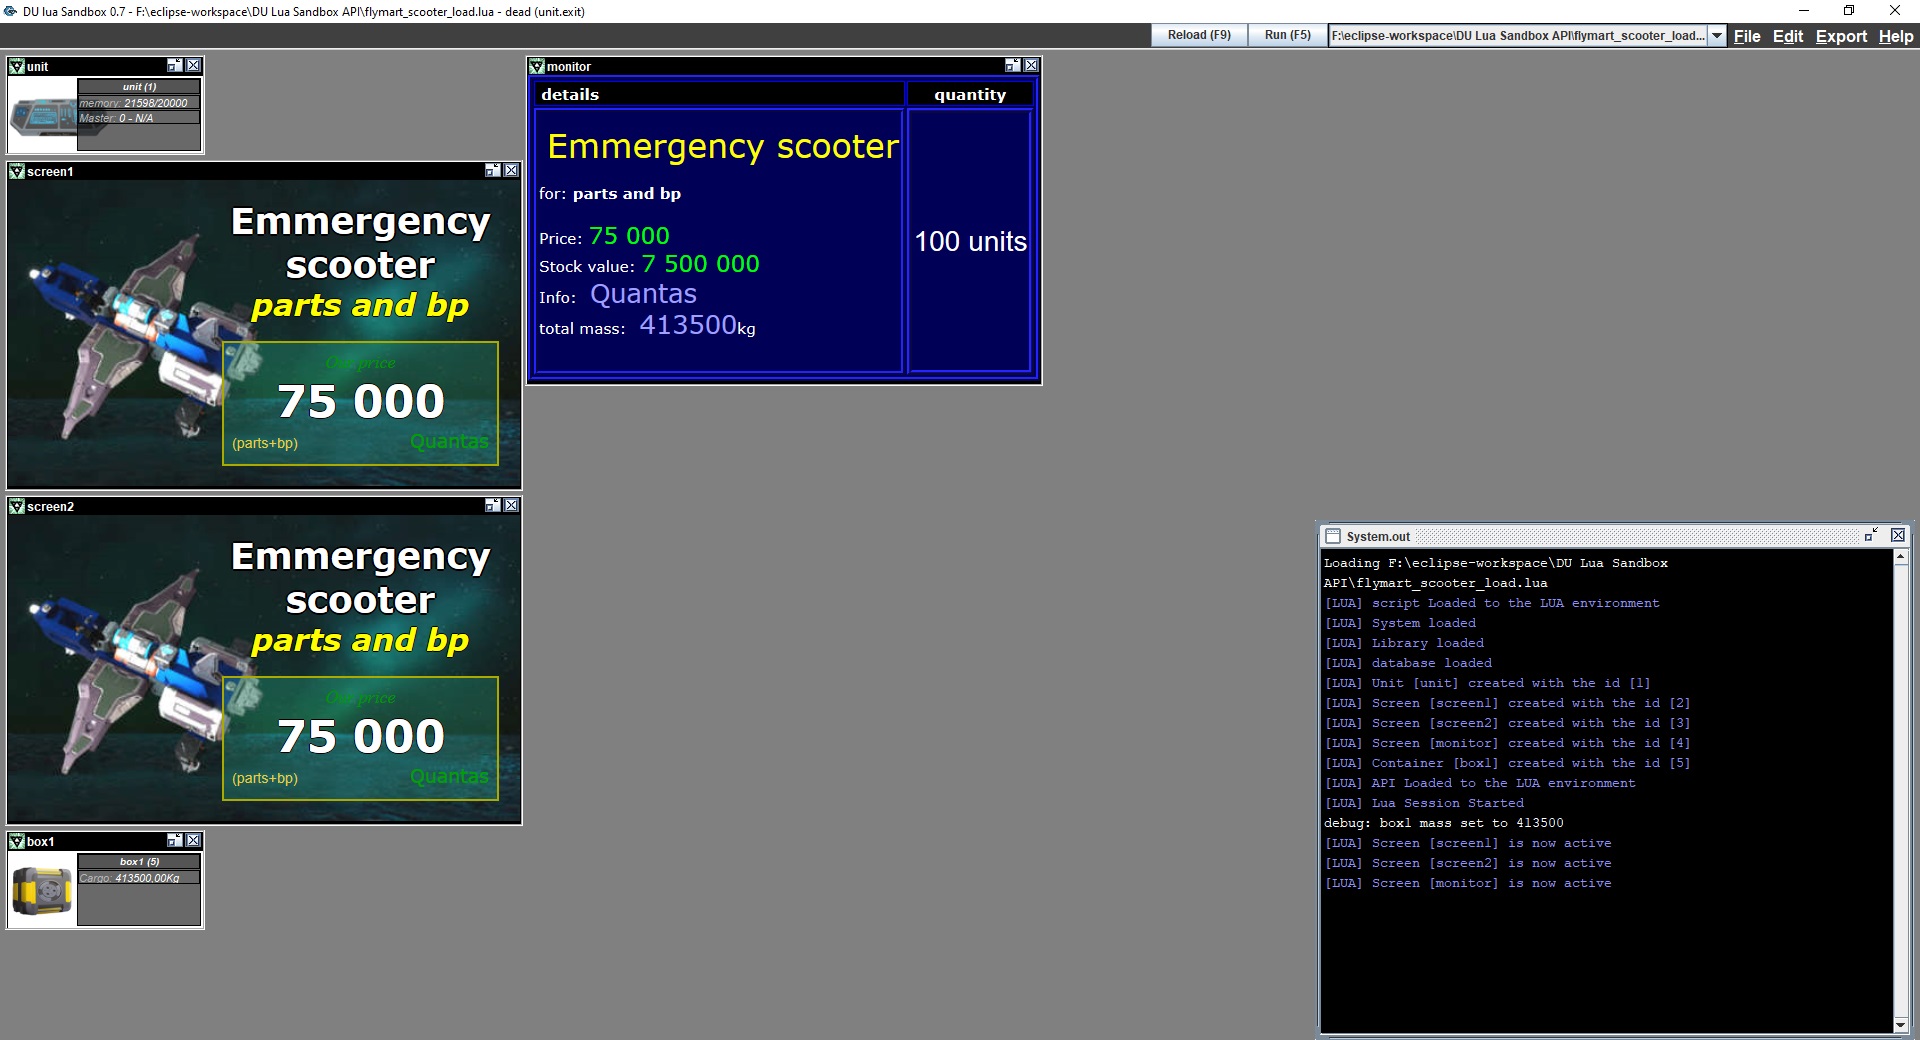 DU lua Sandbox 0.7 - F:\eclipse-workspace\DU Lua Sandbox API\flymart_scooter_load.lua - dead (unit.exit)
Reload (F9) Run (F5) F:\eclipse-workspace\DU Lua Sandbox API\flymart_scooter_load... File Edit Export Help
unit
unit (1)
memory: 21598/20000
Master: 0 - N/A
screen1
Emmergency
scooter
parts and bp
Our price
75 000
(parts+bp) Quantas
screen2
Emmergency
scooter
parts and bp
Our price
75 000
(parts+bp) Quantas
box1
box1 (5)
Cargo: 413500,00Kg
monitor
details quantity
Emmergency scooter
for: parts and bp
Price: 75 000
Stock value: 7 500 000
Info: Quantas
total mass: 413500kg
100 units
System.out
Loading F:\eclipse-workspace\DU Lua Sandbox
API\flymart_scooter_load.lua
[LUA] script Loaded to the LUA environment
[LUA] System loaded
[LUA] Library loaded
[LUA] database loaded
[LUA] Unit [unit] created with the id [1]
[LUA] Screen [screen1] created with the id [2]
[LUA] Screen [screen2] created with the id [3]
[LUA] Screen [monitor] created with the id [4]
[LUA] Container [box1] created with the id [5]
[LUA] API Loaded to the LUA environment
[LUA] Lua Session Started
debug: box1 mass set to 413500
[LUA] Screen [screen1] is now active
[LUA] Screen [screen2] is now active
[LUA] Screen [monitor] is now active